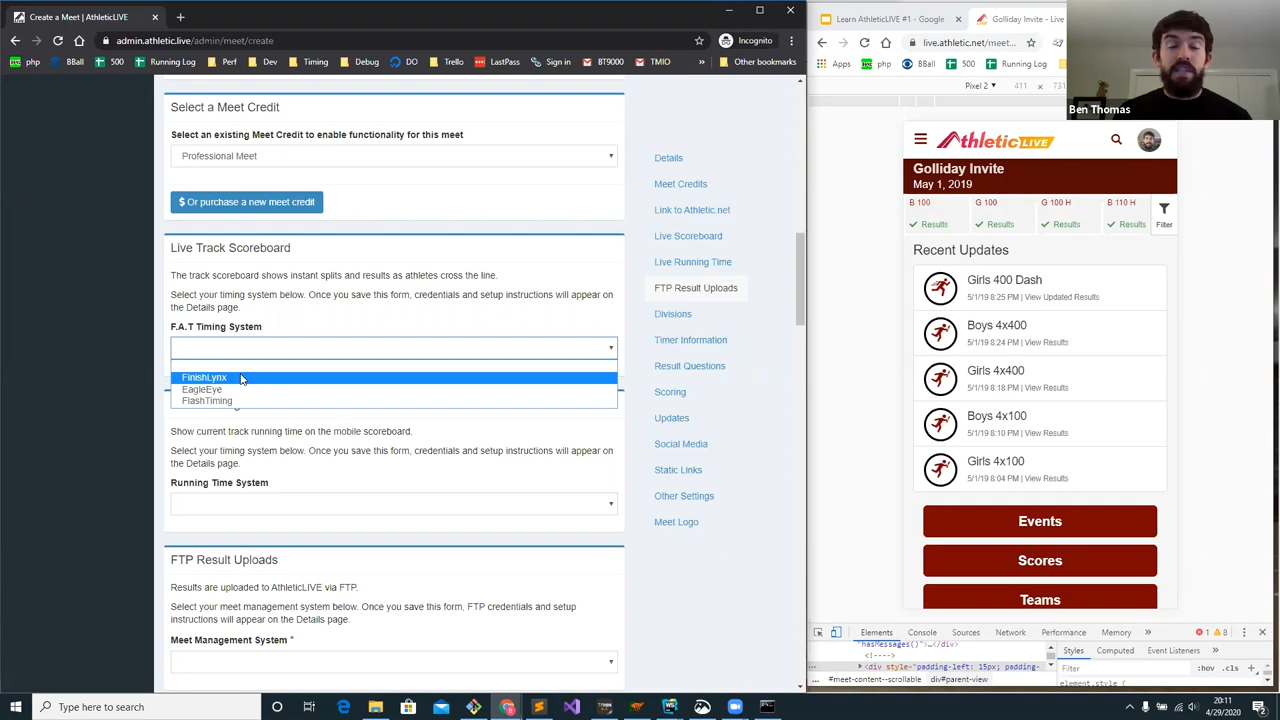 Create a Meet | AthleticLIVE
admin.athletic.live/admin/meet/create
Incognito
php
BBall
500
Running Log
Perf
Dev
Timing
DFO
LastPass
Sign in
BT9000
TMIO
Other bookmarks
Select a Meet Credit
Select an existing Meet Credit to enable functionality for this meet
Professional Meet
$ Or purchase a new meet credit
Live Track Scoreboard
The track scoreboard shows instant splits and results as athletes cross the line.
Select your timing system below. Once you save this form, credentials and setup instructions will appear on
the Details page.
F.A.T Timing System
FinishLynx
EagleEye
FlashTiming
Show current track running time on the mobile scoreboard.
Select your timing system below. Once you save this form, credentials and setup instructions will appear on
the Details page.
Running Time System
FTP Result Uploads
Results are uploaded to AthleticLIVE via FTP.
Select your meet management system below. Once you save this form, FTP credentials and setup
instructions will appear on the Details page.
Meet Management System *
Details
Meet Credits
Link to Athletic.net
Live Scoreboard
Live Running Time
FTP Result Uploads
Divisions
Timer Information
Result Questions
Scoring
Updates
Social Media
Static Links
Other Settings
Meet Logo
Learn AthleticLIVE #1 - Google
Golliday Invite - Live
live.athletic.net/meet...
Apps
php
BBall
500
Running Log
Pixel 2
411
731
Ben Thomas
AthleticLIVE
Golliday Invite
May 1, 2019
B 100
Results
G 100
Results
G 100 H
Results
B 110 H
Results
Filter
Recent Updates
Girls 400 Dash
5/1/19 8:25 PM | View Updated Results
Boys 4x400
5/1/19 8:24 PM | View Results
Girls 4x400
5/1/19 8:18 PM | View Results
Boys 4x100
5/1/19 8:10 PM | View Results
Girls 4x100
5/1/19 8:04 PM | View Results
Events
Scores
Teams
Elements
Console
Sources
Network
Performance
Memory
1
8
"hasMessages()"…</div>
<!---->
<div style="padding-left: 15px; padding-
#meet-content--scrollable
div#parent-view
Styles
Computed
Event Listeners
Filter
:hov .cls
element.style {
Type here to search
20:11
4/29/2020
2